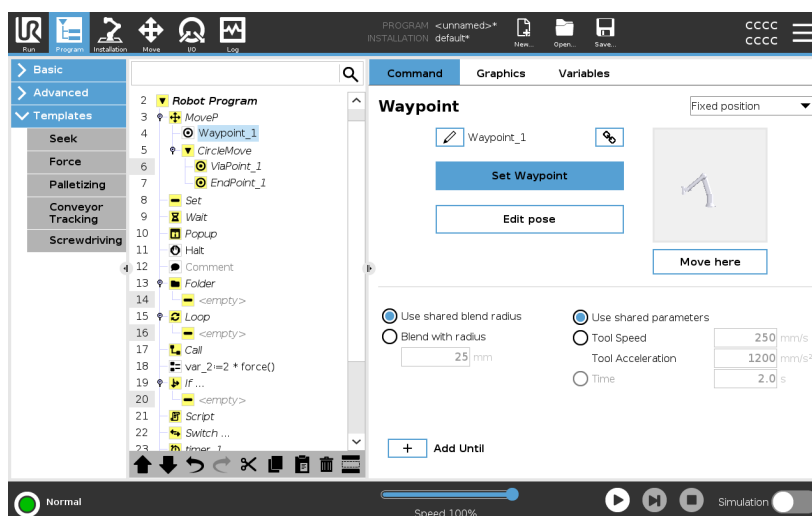 PROGRAM <unnamed>*
INSTALLATION default*
CCCC
CCCC
Run
Program
Installation
Move
I/O
Log
New...
Open...
Save...
Basic
Advanced
Templates
Seek
Force
Palletizing
Conveyor
Tracking
Screwdriving
2 Robot Program
3 MoveP
4 Waypoint_1
5 CircleMove
6 ViaPoint_1
7 EndPoint_1
8 Set
9 Wait
10 Popup
11 Halt
12 Comment
13 Folder
14 <empty>
15 Loop
16 <empty>
17 Call
18 var_2:=2 * force()
19 If ...
20 <empty>
21 Script
22 Switch ...
23 timer_1
Command Graphics Variables
Waypoint
Fixed position
Waypoint_1
Set Waypoint
Edit pose
Move here
Use shared blend radius
Blend with radius
25 mm
Use shared parameters
Tool Speed 250 mm/s
Tool Acceleration 1200 mm/s²
Time 2.0 s
+ Add Until
Normal
Speed 100%
Simulation